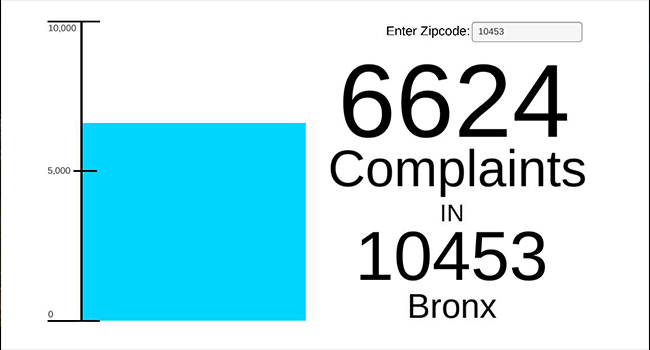 10,000
5,000
0
Enter Zipcode: 10453
6624
Complaints
IN
10453
Bronx